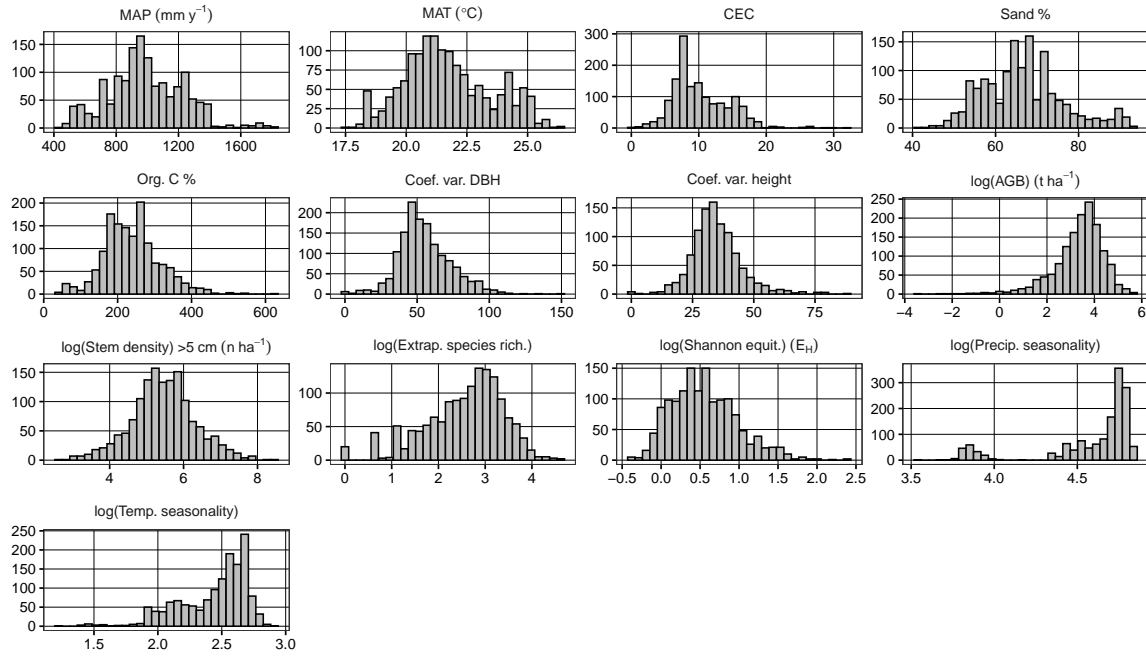 MAP (mm y⁻¹)
150
100
50
0
400 800 1200 1600
MAT (°C)
100
75
50
25
0
17.5 20.0 22.5 25.0
CEC
300
200
100
0
0 10 20 30
Sand %
150
100
50
0
40 60 80
Org. C %
200
150
100
50
0
0 200 400 600
Coef. var. DBH
200
150
100
50
0
0 50 100 150
Coef. var. height
150
100
50
0
0 25 50 75
log(AGB) (t ha⁻¹)
250
200
150
100
50
0
−4 −2 0 2 4 6
log(Stem density) >5 cm (n ha⁻¹)
150
100
50
0
4 6 8
log(Extrap. species rich.)
100
50
0
0 1 2 3 4
log(Shannon equit.) (E_H)
150
100
50
0
−0.5 0.0 0.5 1.0 1.5 2.0 2.5
log(Precip. seasonality)
300
200
100
0
3.5 4.0 4.5
log(Temp. seasonality)
250
200
150
100
50
0
1.5 2.0 2.5 3.0